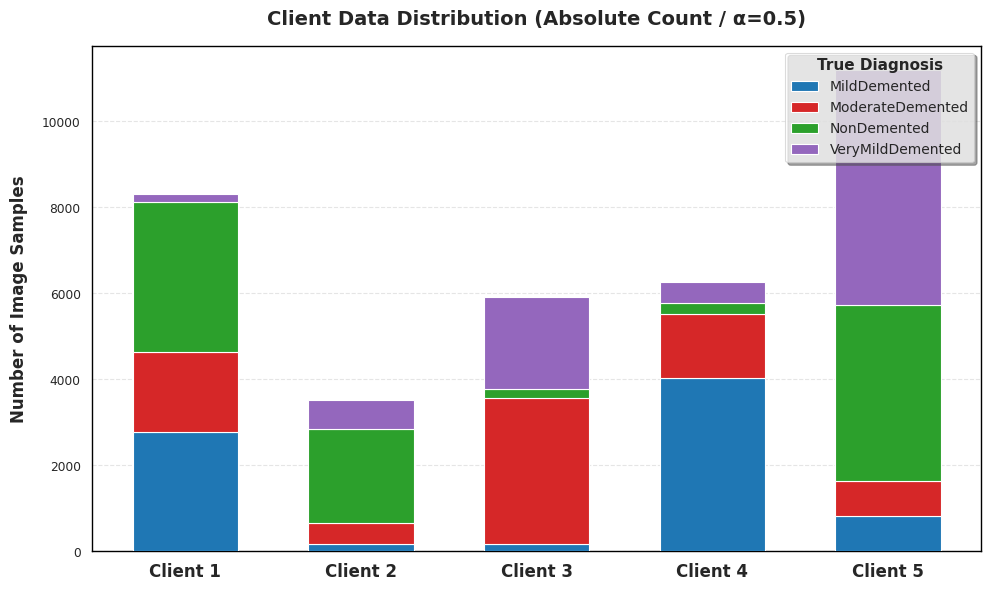 Client Data Distribution (Absolute Count / α=0.5)
True Diagnosis
MildDemented
ModerateDemented
NonDemented
VeryMildDemented
Number of Image Samples
10000
8000
6000
4000
2000
0
Client 1
Client 2
Client 3
Client 4
Client 5